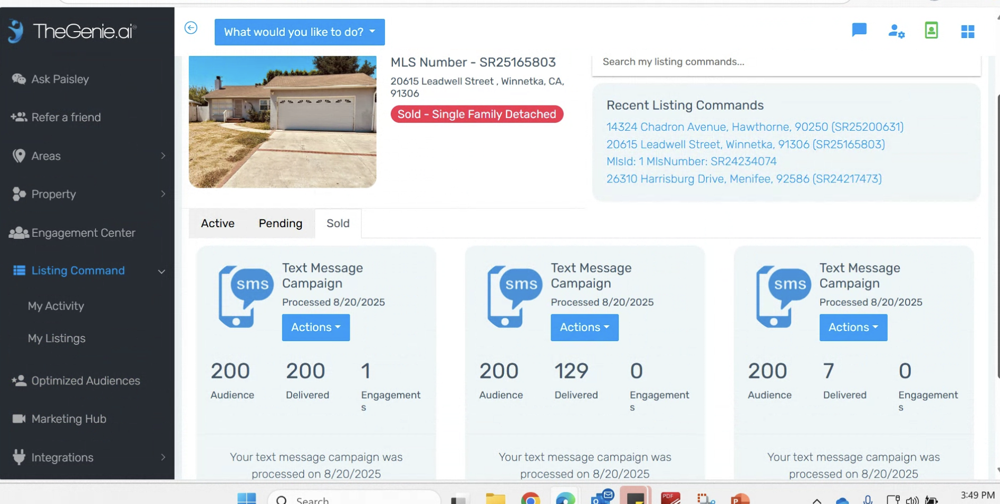 TheGenie.ai
What would you like to do?
Ask Paisley
Refer a friend
Areas
Property
Engagement Center
Listing Command
My Activity
My Listings
Optimized Audiences
Marketing Hub
Integrations
MLS Number - SR25165803
20615 Leadwell Street , Winnetka, CA,
91306
Sold - Single Family Detached
Search my listing commands...
Recent Listing Commands
14324 Chadron Avenue, Hawthorne, 90250 (SR25200631)
20615 Leadwell Street, Winnetka, 91306 (SR25165803)
MlsId: 1 MlsNumber: SR24234074
26310 Harrisburg Drive, Menifee, 92586 (SR24217473)
Active Pending Sold
sms
Text Message
Campaign
Processed 8/20/2025
Actions
200 200 1
Audience Delivered Engagement
s
Your text message campaign was
processed on 8/20/2025
sms
Text Message
Campaign
Processed 8/20/2025
Actions
200 129 0
Audience Delivered Engagement
s
Your text message campaign was
processed on 8/20/2025
sms
Text Message
Campaign
Processed 8/20/2025
Actions
200 7 0
Audience Delivered Engagement
s
Your text message campaign was
processed on 8/20/2025
Search
PDF
P
3:49 PM